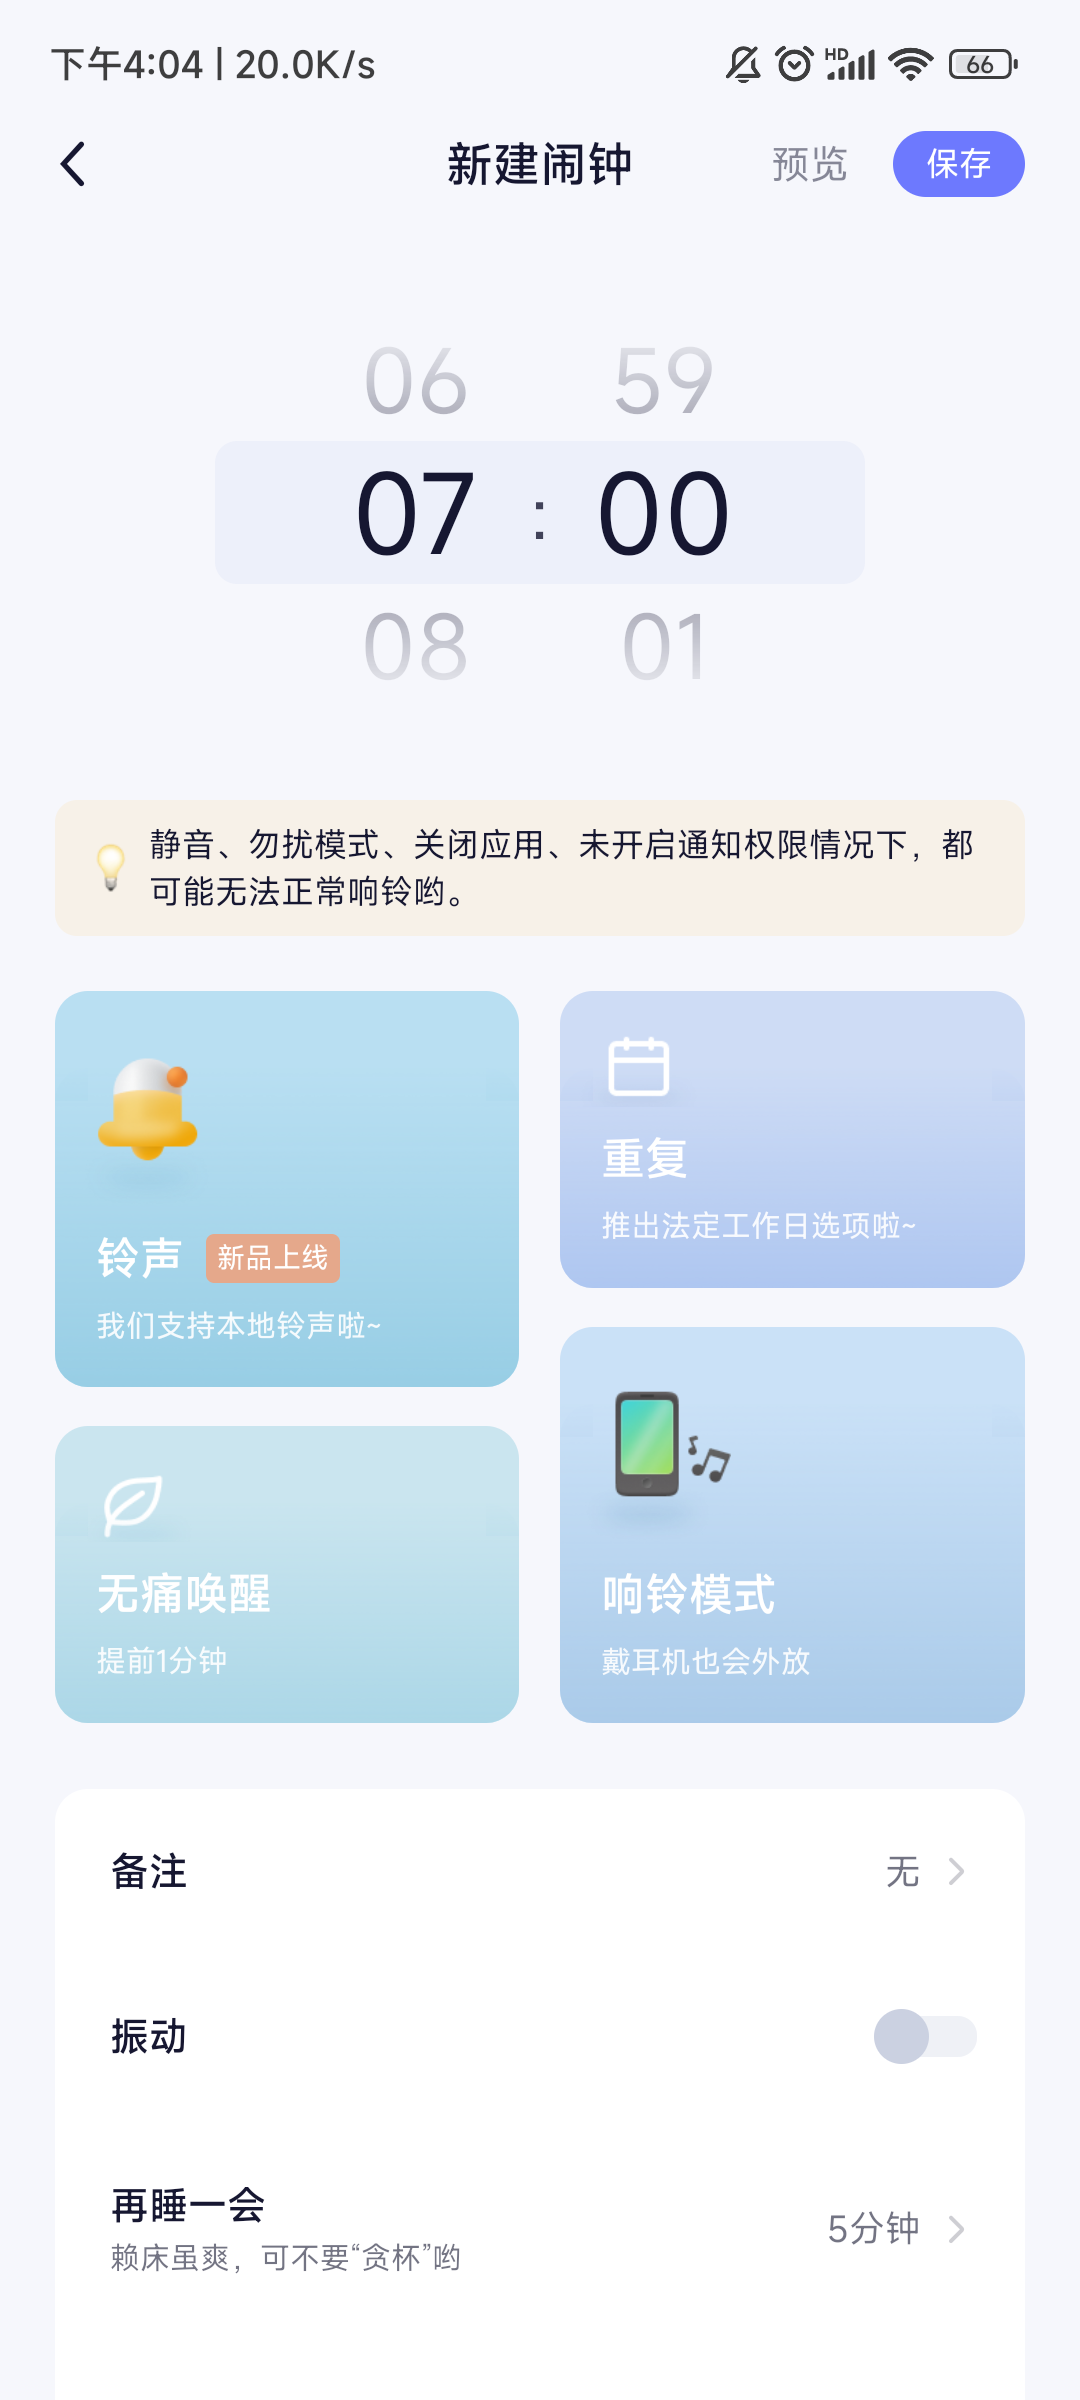 下午4:04 | 20.0K/s
HD
66
新建闹钟
预览
保存
06 59
07 : 00
08 01
静音、勿扰模式、关闭应用、未开启通知权限情况下，都
可能无法正常响铃哟。
铃声
新品上线
我们支持本地铃声啦~
重复
推出法定工作日选项啦~
无痛唤醒
提前1分钟
响铃模式
戴耳机也会外放
备注
无
振动
再睡一会
赖床虽爽，可不要“贪杯”哟
5分钟